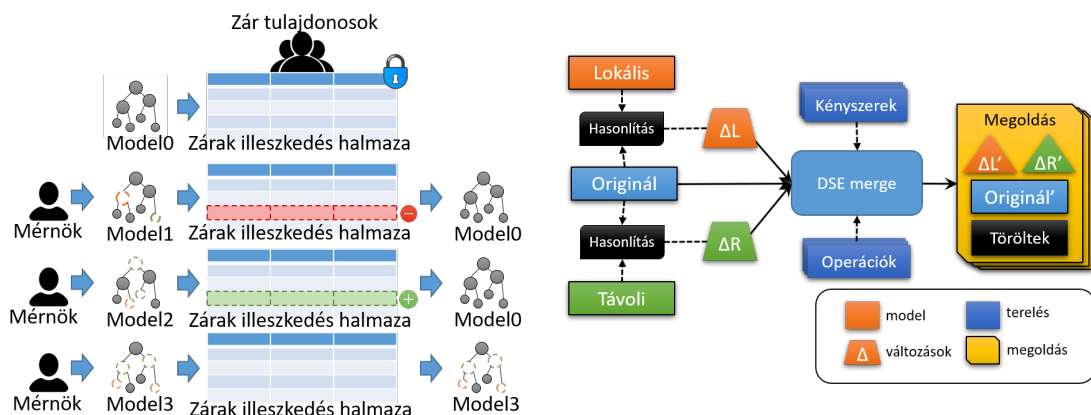 Zár tulajdonosok
Model0
Zárak illeszkedés halmaza
Mérnök
Model1
Zárak illeszkedés halmaza
Model0
Mérnök
Model2
Zárak illeszkedés halmaza
Model0
Mérnök
Model3
Zárak illeszkedés halmaza
Model3
Lokális
Hasonlítás
ΔL
Originál
Hasonlítás
ΔR
Távoli
Kényszerek
DSE merge
Operációk
Megoldás
ΔL’
ΔR’
Originál’
Töröltek
model
terelés
Δ
változások
megoldás